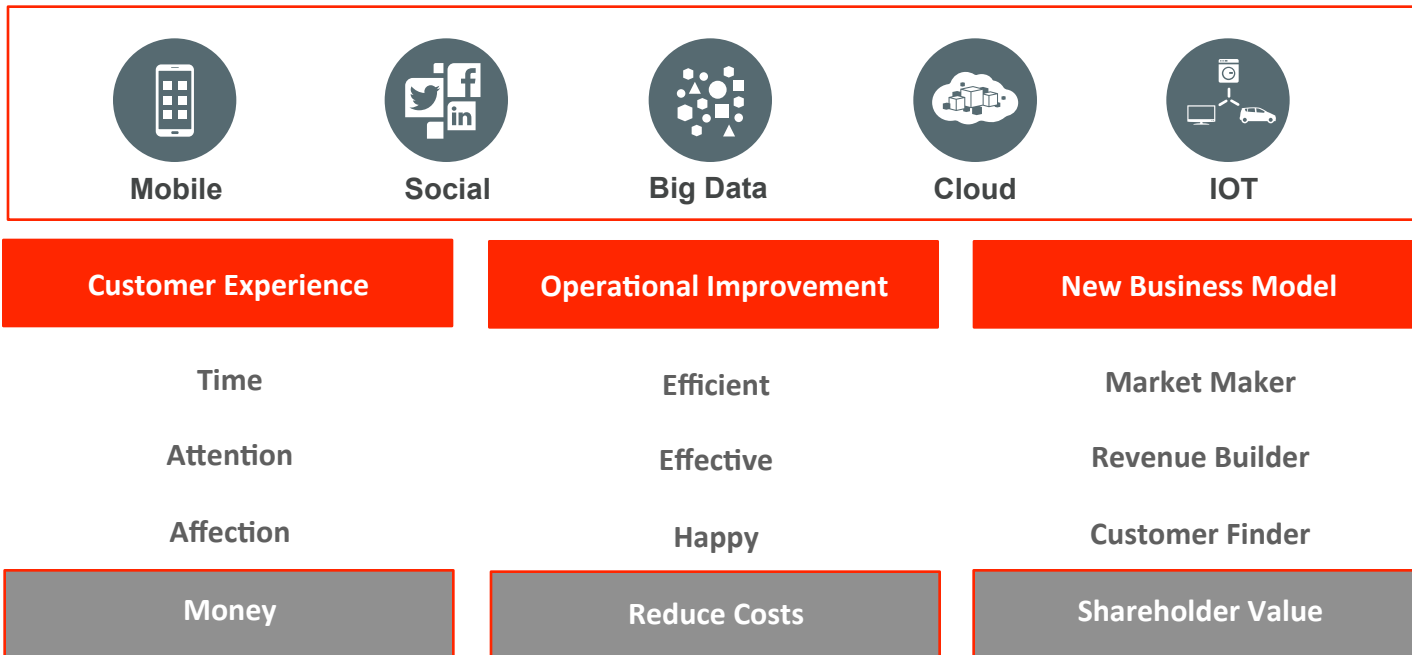 Mobile
Social
Big Data
Cloud
IOT
Customer Experience
Operational Improvement
New Business Model
Time
Efficient
Market Maker
Attention
Effective
Revenue Builder
Affection
Happy
Customer Finder
Money
Reduce Costs
Shareholder Value